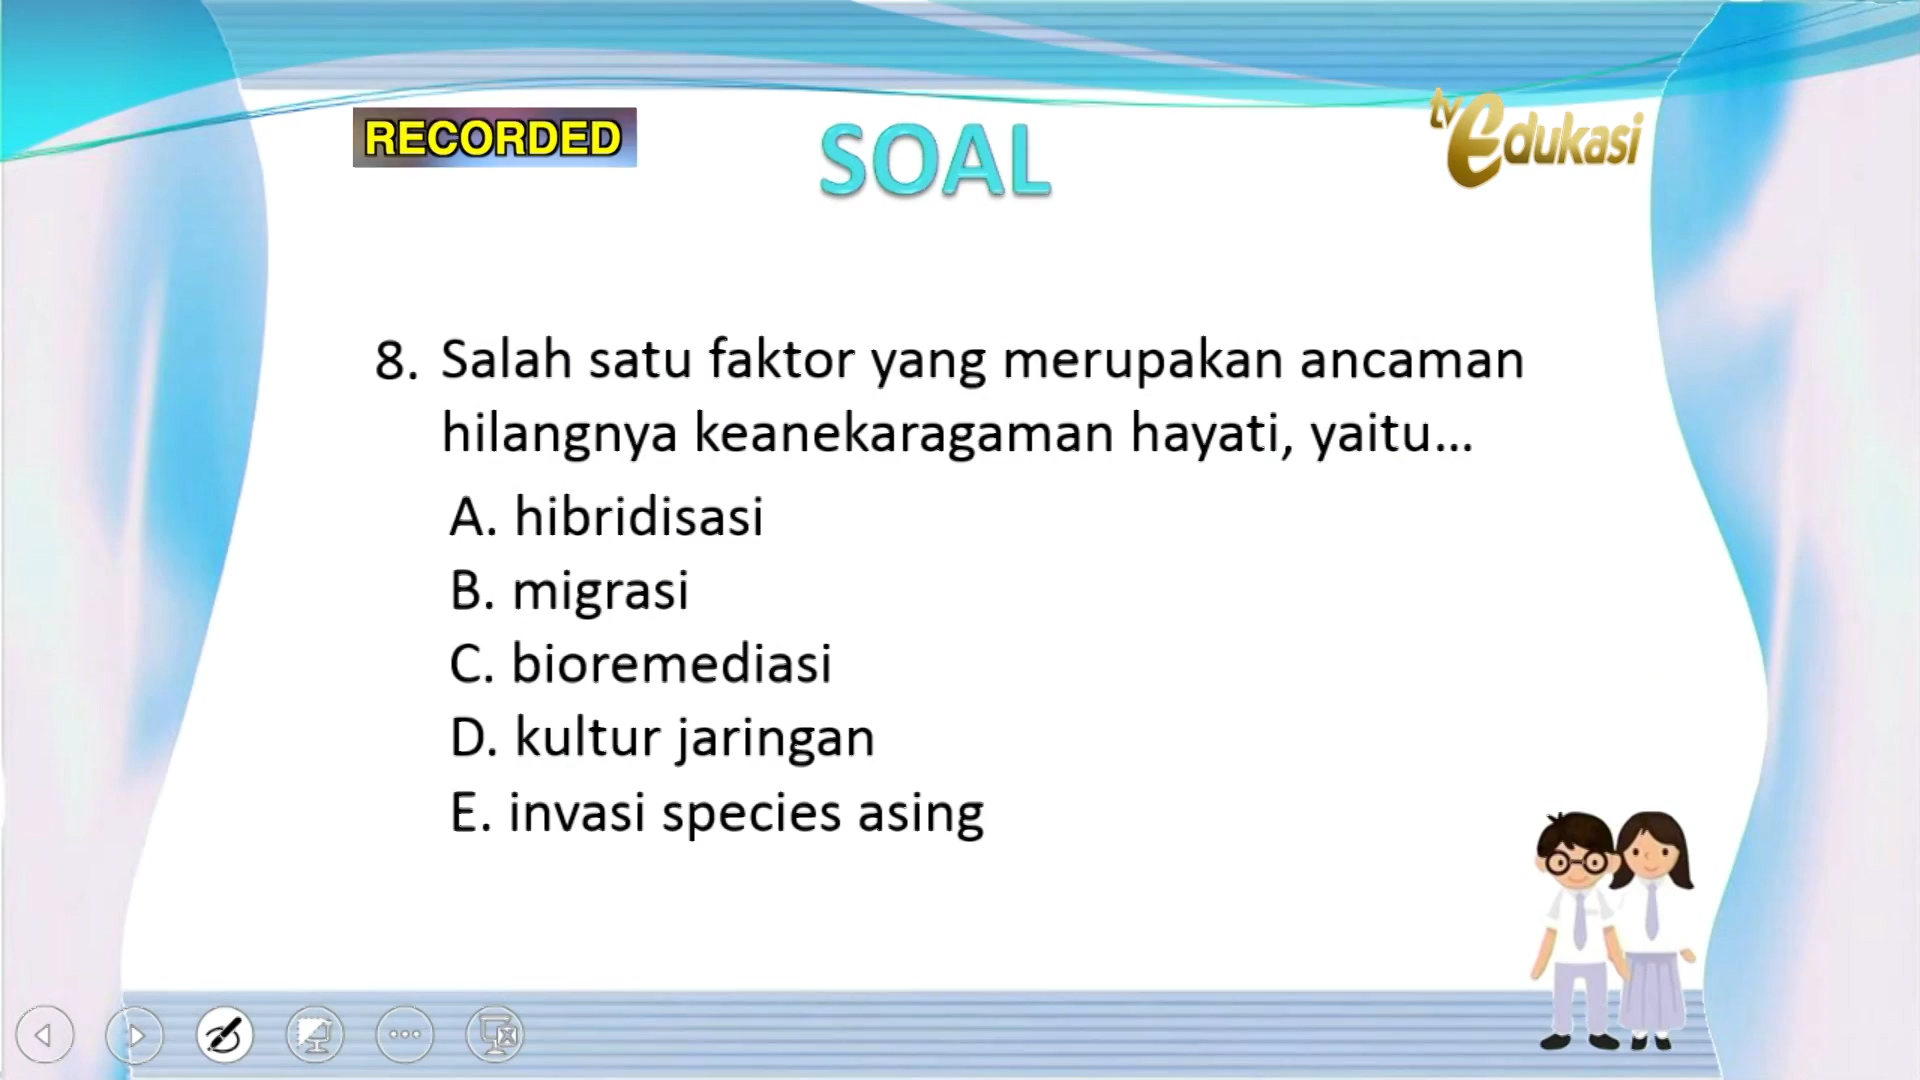 RECORDED
SOAL
tv Edukasi
8. Salah satu faktor yang merupakan ancaman
hilangnya keanekaragaman hayati, yaitu...
A. hibridisasi
B. migrasi
C. bioremediasi
D. kultur jaringan
E. invasi species asing